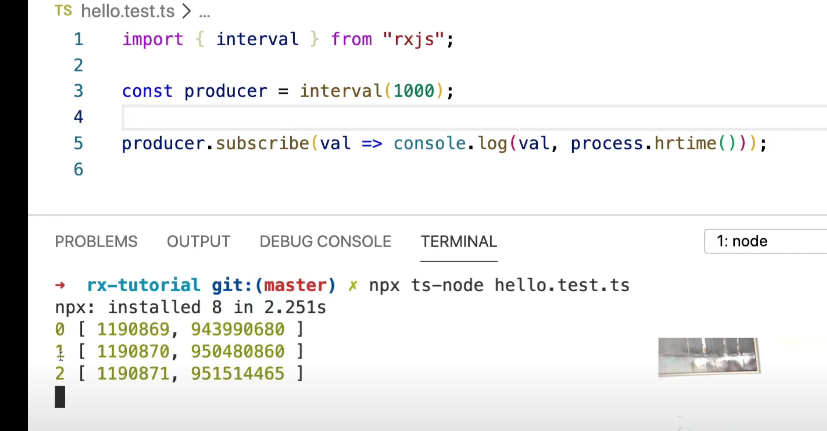 TS hello.test.ts > ...
1 import { interval } from "rxjs";
2
3 const producer = interval(1000);
4
5 producer.subscribe(val => console.log(val, process.hrtime()));
6
PROBLEMS OUTPUT DEBUG CONSOLE TERMINAL 1: node
→ rx-tutorial git:(master) ✗ npx ts-node hello.test.ts
npx: installed 8 in 2.251s
0 [ 1190869, 943990680 ]
1 [ 1190870, 950480860 ]
2 [ 1190871, 951514465 ]